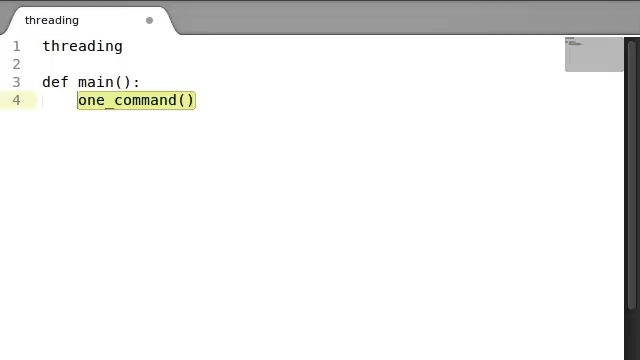 threading
1 threading
2
3 def main():
4     one_command()